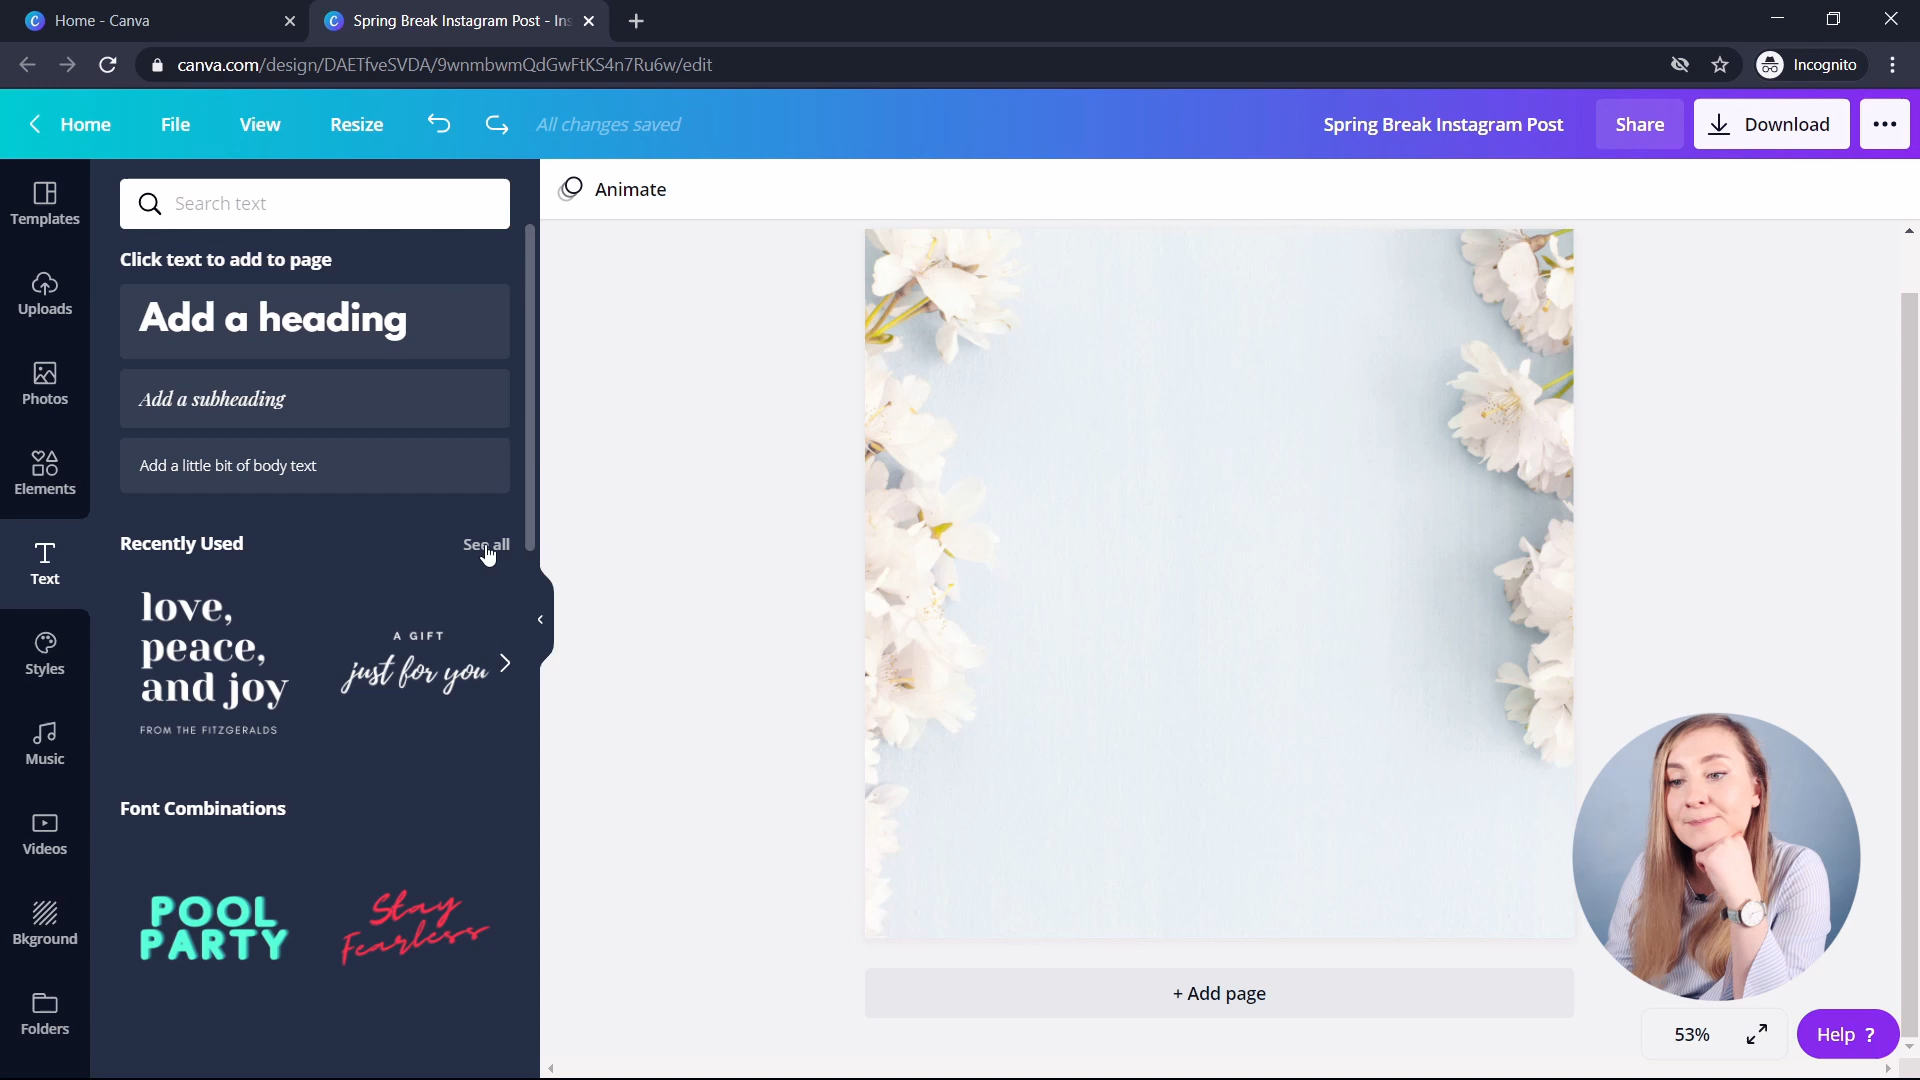 Home - Canva
Spring Break Instagram Post - Ins
canva.com/design/DAETfveSVDA/9wnmbwmQdGwFtKS4n7Ru6w/edit
Incognito
Home
File
View
Resize
All changes saved
Spring Break Instagram Post
Share
Download
Templates
Uploads
Photos
Elements
Text
Styles
Music
Videos
Bkground
Folders
Search text
Click text to add to page
Add a heading
Add a subheading
Add a little bit of body text
Recently Used
See all
love,
peace,
and joy
FROM THE FITZGERALDS
A GIFT
just for you
Font Combinations
POOL
PARTY
Stay
Fearless
Animate
+ Add page
53%
Help ?